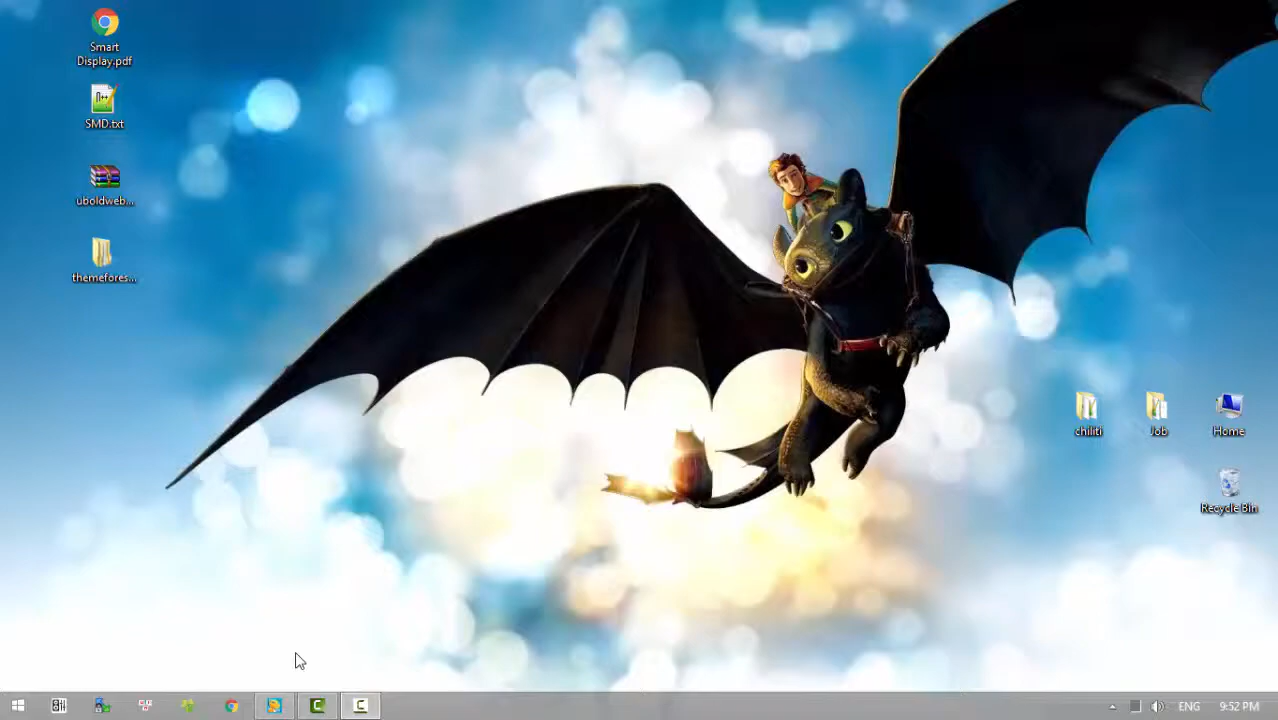 Smart
Display.pdf
SMD.txt
uboldweb...
themefores...
chiliti
Job
Home
Recycle Bin
ENG
9:52 PM